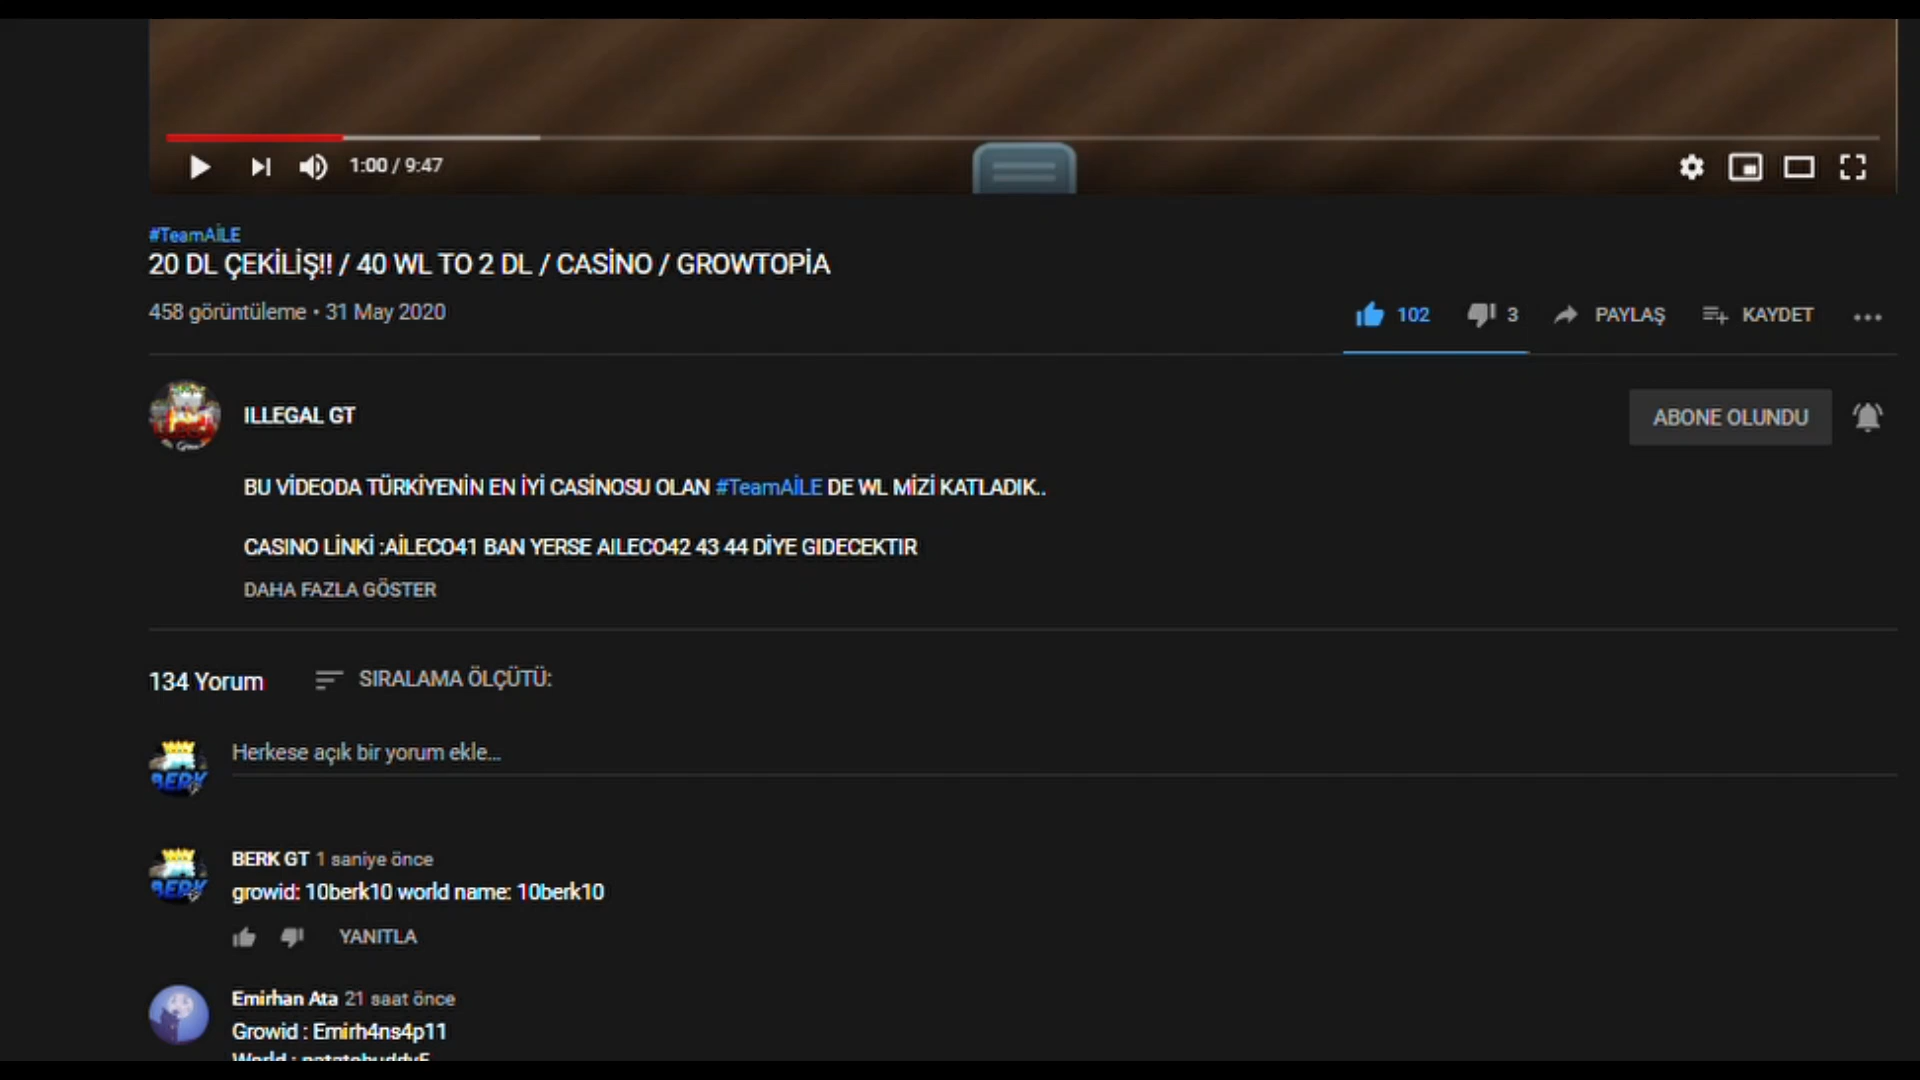 1:00 / 9:47
#TeamAİLE
20 DL ÇEKİLİŞ!! / 40 WL TO 2 DL / CASİNO / GROWTOPİA
458 görüntüleme • 31 May 2020
102 3 PAYLAŞ KAYDET
ILLEGAL GT
ABONE OLUNDU
BU VİDEODA TÜRKİYENİN EN İYİ CASİNOSU OLAN #TeamAİLE DE WL MİZİ KATLADIK..
CASINO LİNKİ :AİLECO41 BAN YERSE AILECO42 43 44 DİYE GIDECEKTIR
DAHA FAZLA GÖSTER
134 Yorum SIRALAMA ÖLÇÜTÜ:
BERK
Herkese açık bir yorum ekle...
BERK
BERK GT 1 saniye önce
growid: 10berk10 world name: 10berk10
YANITLA
Emirhan Ata 21 saat önce
Growid : Emirh4ns4p11
World :